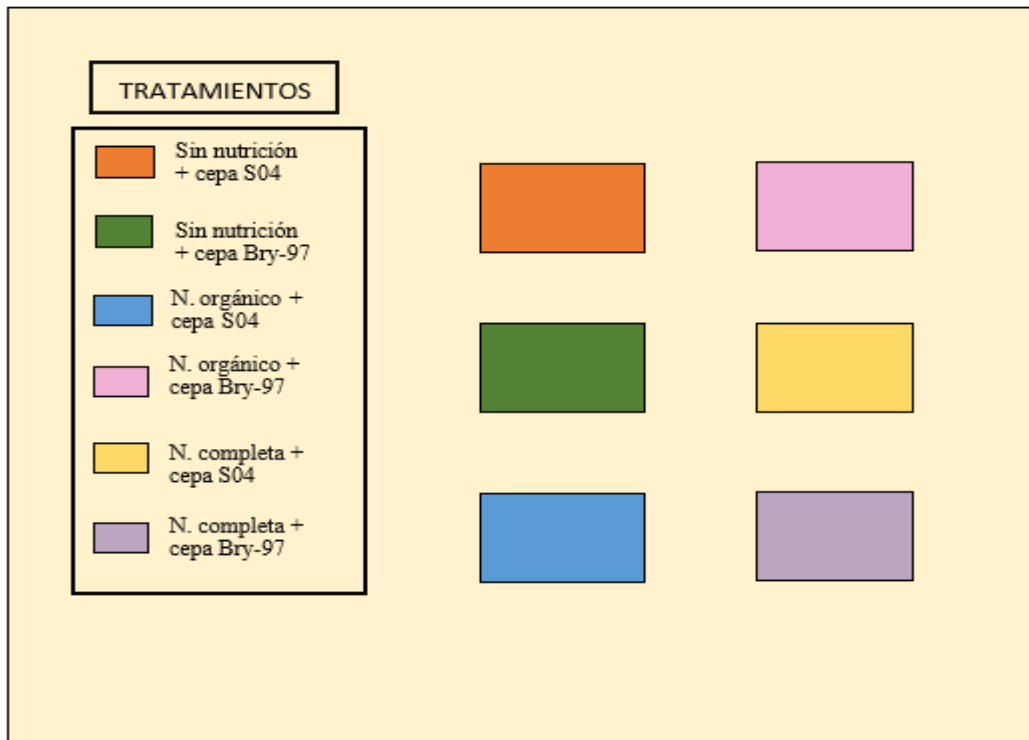 TRATAMIENTOS
Sin nutrición
+ cepa S04
Sin nutrición
+ cepa Bry-97
N. orgánico +
cepa S04
N. orgánico +
cepa Bry-97
N. completa +
cepa S04
N. completa +
cepa Bry-97